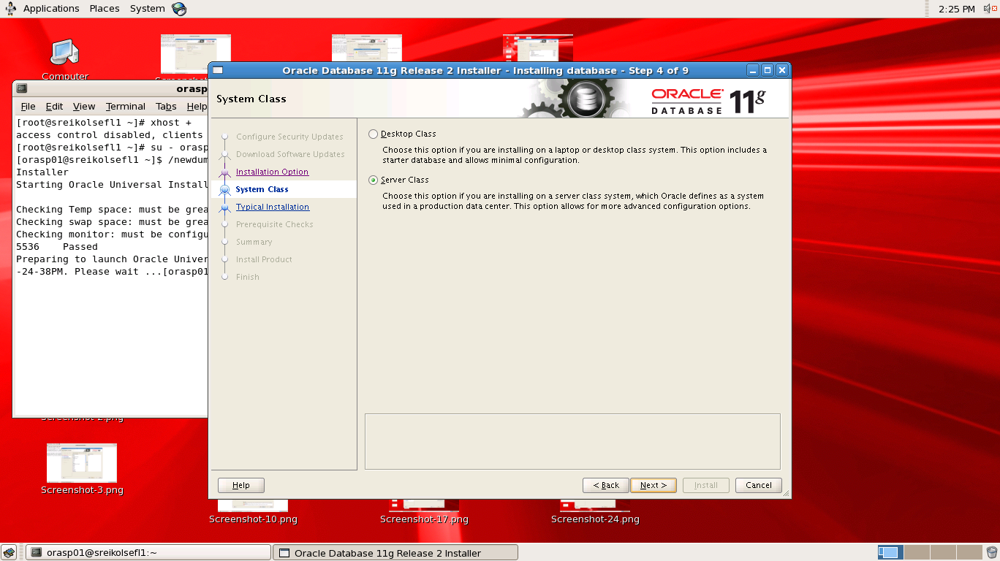 Applications Places System
2:25 PM
Computer
Oracle Database 11g Release 2 Installer - Installing database - Step 4 of 9
orasp
File Edit View Terminal Tabs Help
[root@sreikolsefl1 ~]# xhost +
access control disabled, clients
[root@sreikolsefl1 ~]# su - orasp
[orasp01@sreikolsefl1 ~]$ /newdum
Installer
Starting Oracle Universal Install
Checking Temp space: must be grea
Checking swap space: must be grea
Checking monitor: must be configu
5536 Passed
Preparing to launch Oracle Univer
-24-38PM. Please wait ...[orasp01
System Class
ORACLE
DATABASE 11g
Configure Security Updates
Download Software Updates
Installation Option
System Class
Typical Installation
Prerequisite Checks
Summary
Install Product
Finish
Desktop Class
Choose this option if you are installing on a laptop or desktop class system. This option includes a
starter database and allows minimal configuration.
Server Class
Choose this option if you are installing on a server class system, which Oracle defines as a system
used in a production data center. This option allows for more advanced configuration options.
Help
< Back
Next >
Install
Cancel
Screenshot-3.png
Screenshot-10.png
Screenshot-17.png
Screenshot-24.png
orasp01@sreikolsefl1:~
Oracle Database 11g Release 2 Installer